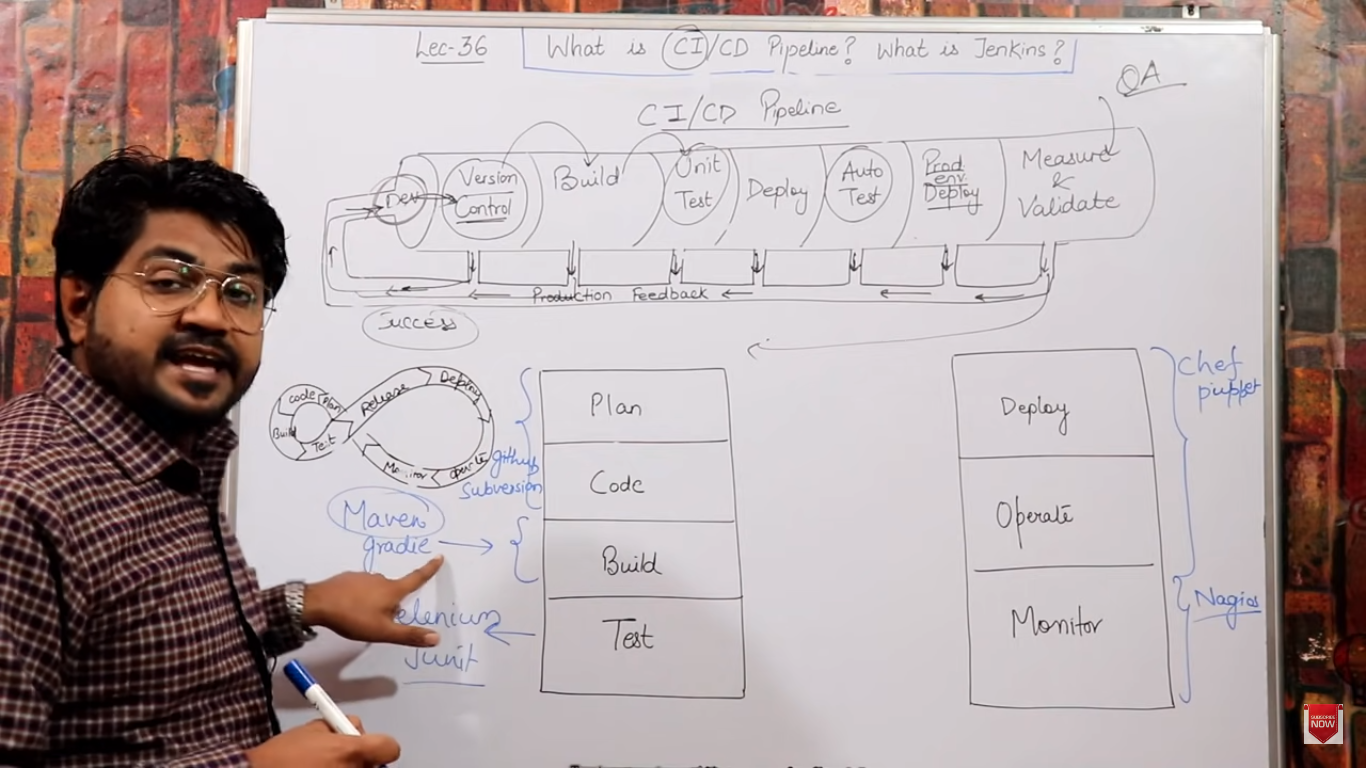 Lec-36 What is CI/CD Pipeline? What is Jenkins?
QA
CI/CD Pipeline
Dev
Version
Control
Build
Unit
Test
Deploy
Auto
Test
Prod
env.
Deploy
Measure
&
Validate
Production Feedback
success
code
Plan
Build
Test
Release
Deploy
Operate
Monitor
github
Subversion
Maven
gradle
elenium
Junit
Plan
Code
Build
Test
Deploy
Operate
Monitor
Chef
puppet
Nagios
SUBSCRIBE
NOW